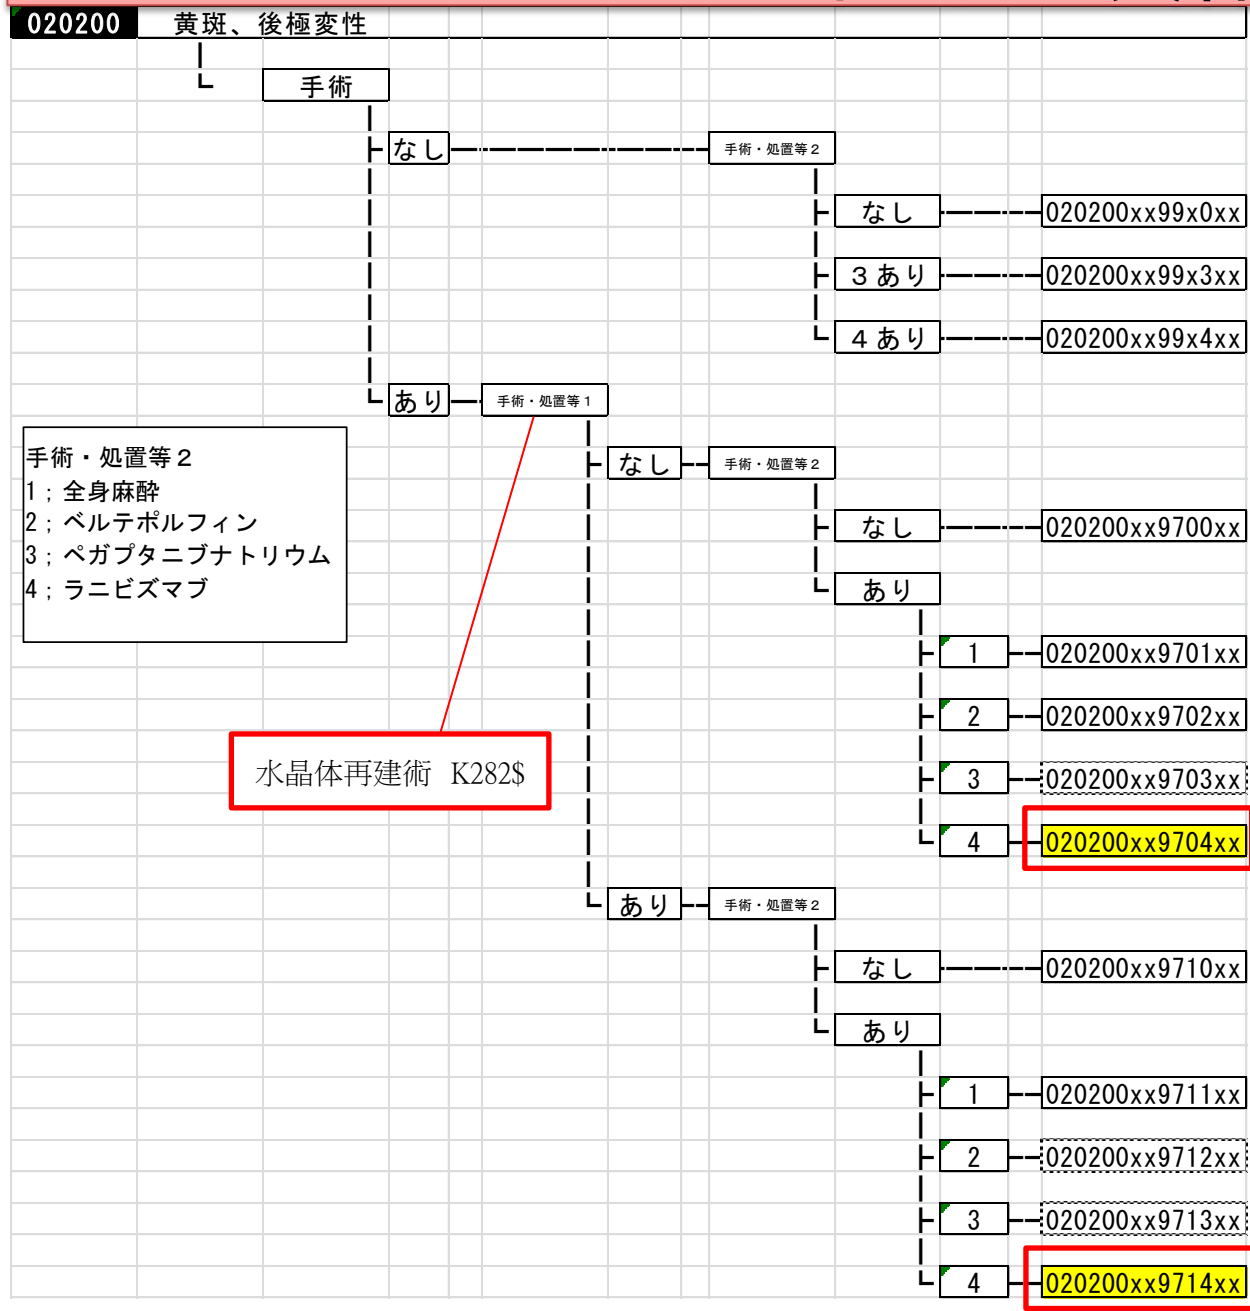 020200 黄斑、後極変性
手術
なし 手術・処置等２
なし 020200xx99x0xx
３あり 020200xx99x3xx
４あり 020200xx99x4xx
あり 手術・処置等１
手術・処置等２
1；全身麻酔
2；ベルテポルフィン
3；ペガプタニブナトリウム
4；ラニビズマブ
なし 手術・処置等２
なし 020200xx9700xx
あり
1 020200xx9701xx
2 020200xx9702xx
水晶体再建術 K282$
3 020200xx9703xx
4 020200xx9704xx
あり 手術・処置等２
なし 020200xx9710xx
あり
1 020200xx9711xx
2 020200xx9712xx
3 020200xx9713xx
4 020200xx9714xx